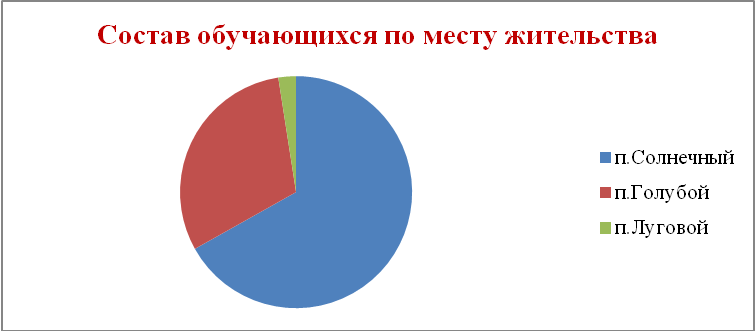 Состав обучающихся по месту жительства
п.Солнечный
п.Голубой
п.Луговой